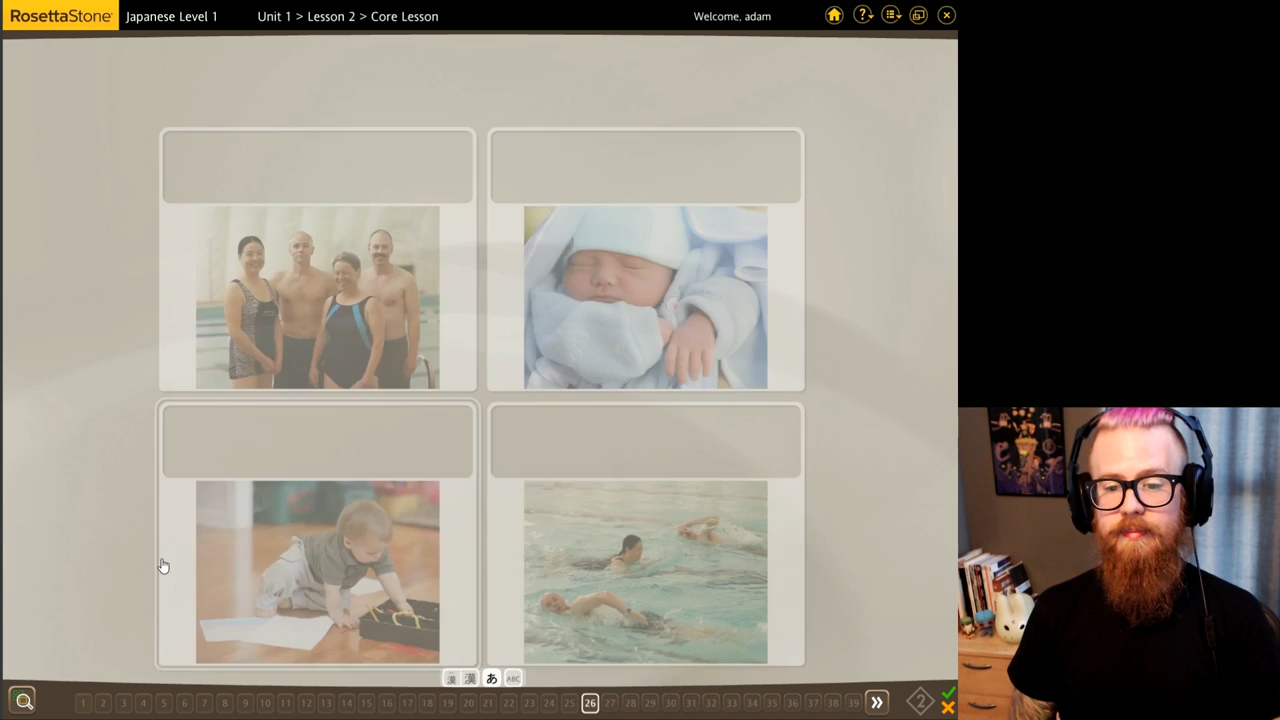 RosettaStone Japanese Level 1 Unit 1 > Lesson 2 > Core Lesson Welcome, adam
漢 漢 あ ABC
1 2 3 4 5 6 7 8 9 10 11 12 13 14 15 16 17 18 19 20 21 22 23 24 25 26 27 28 29 30 31 32 33 34 35 36 37 38 39 2